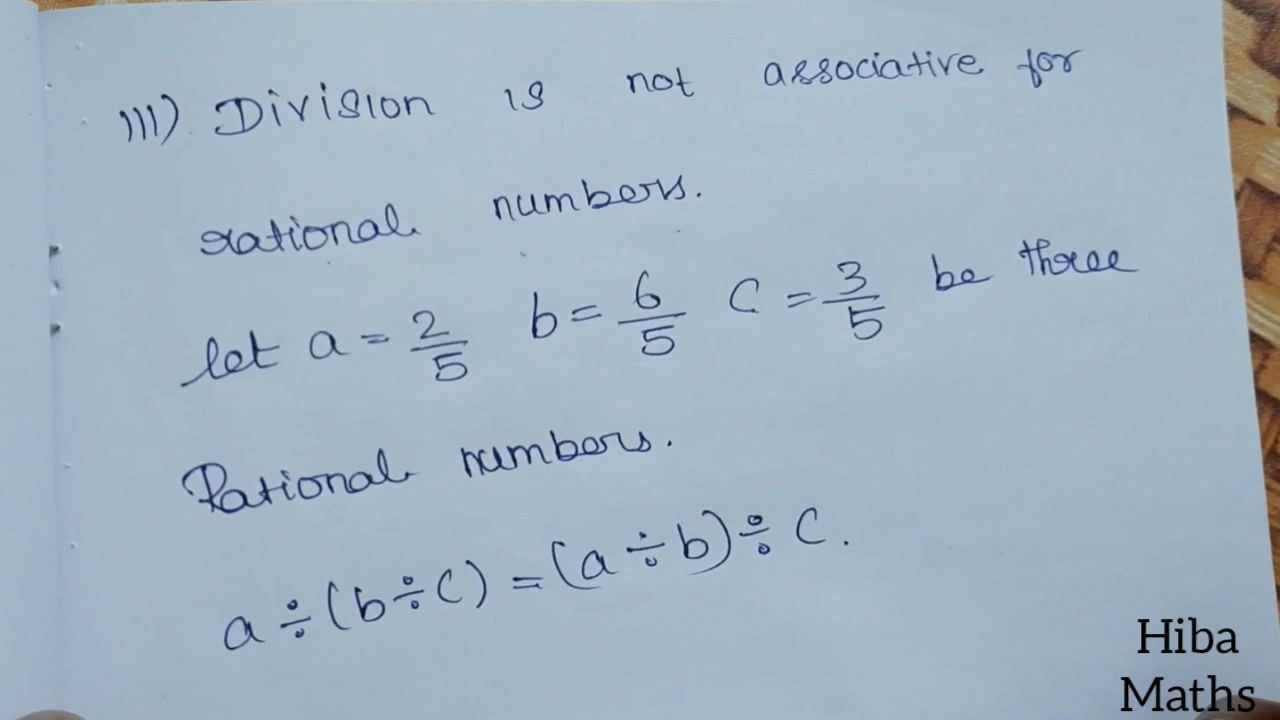 III) Division is not associative for
rational numbers.
let a = 2/5 b = 6/5 c = 3/5 be three
Rational numbers.
a ÷ (b ÷ c) = (a ÷ b) ÷ c.
Hiba
Maths